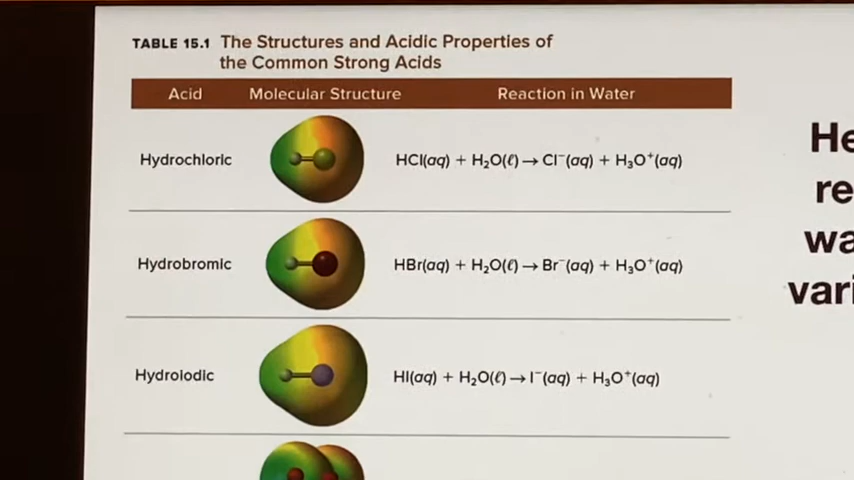 TABLE 15.1 The Structures and Acidic Properties of
the Common Strong Acids
Acid Molecular Structure Reaction in Water
Hydrochloric HCl(aq) + H₂O(ℓ) → Cl⁻(aq) + H₃O⁺(aq)
Hydrobromic HBr(aq) + H₂O(ℓ) → Br⁻(aq) + H₃O⁺(aq)
HydroIodic HI(aq) + H₂O(ℓ) → I⁻(aq) + H₃O⁺(aq)
He
re
wa
vari